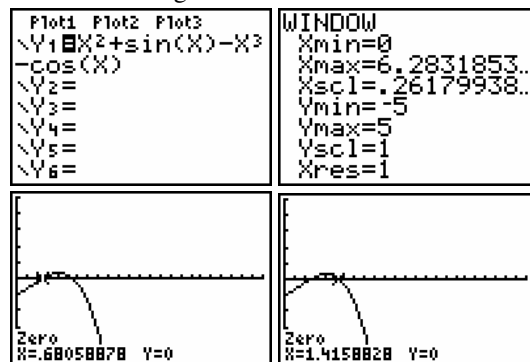 Plot1 Plot2 Plot3
\Y1=X²+sin(X)-X³
-cos(X)
\Y2=
\Y3=
\Y4=
\Y5=
\Y6=
WINDOW
Xmin=0
Xmax=6.2831853…
Xscl=.26179938…
Ymin=-5
Ymax=5
Yscl=1
Xres=1
Zero
X=.68058878 Y=0
Zero
X=1.4158828 Y=0